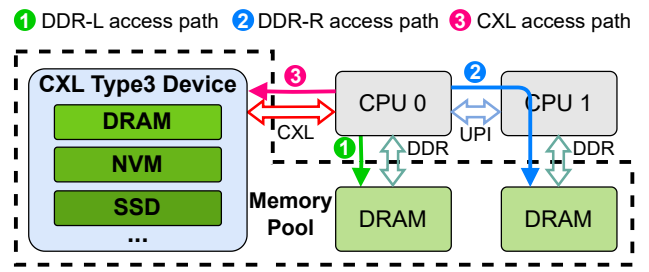 1 DDR-L access path 2 DDR-R access path 3 CXL access path
CXL Type3 Device
DRAM
NVM
SSD
...
3
CXL
CPU 0
2
UPI
CPU 1
1
DDR
DDR
Memory
Pool
DRAM
DRAM